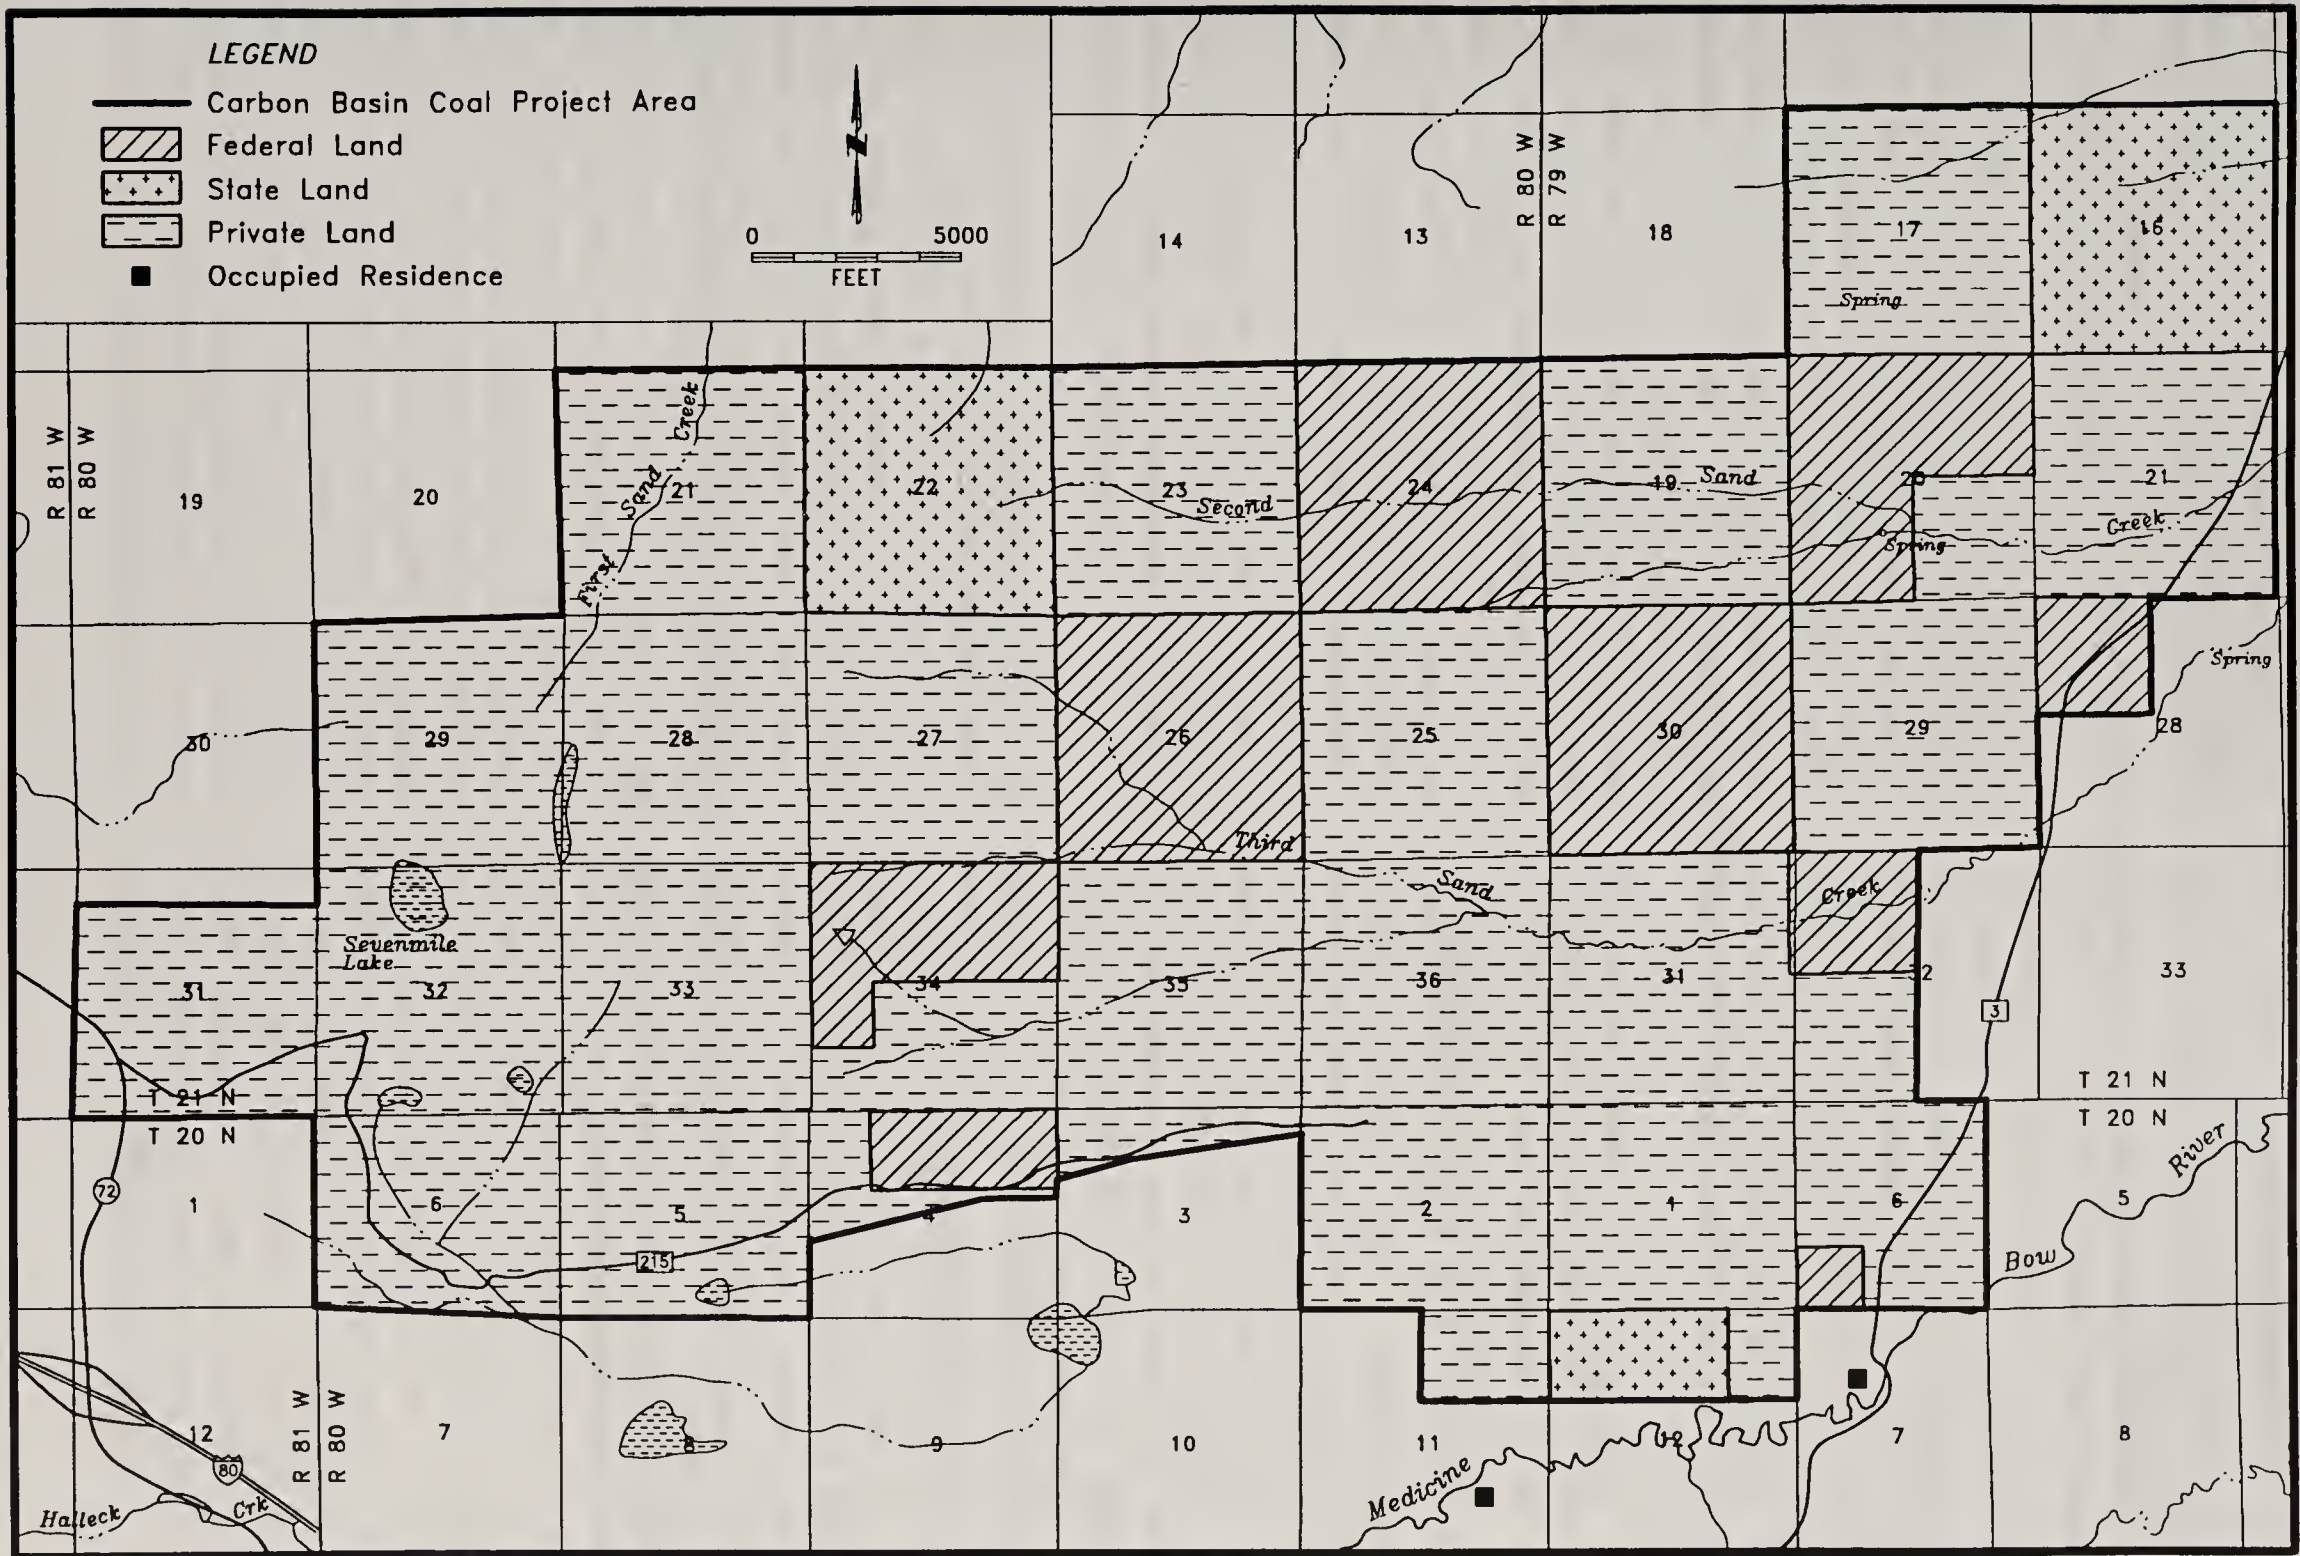 LEGEND
Carbon Basin Coal Project Area
Federal Land
State Land
Private Land
Occupied Residence
N
0 5000
FEET
R 80 W
R 79 W
14 13 18 17 16
Spring
R 81 W
R 80 W
19 20 21 22 23 24 19 20 21
First Sand Creek
Second Sand Creek
Spring
Spring
30 29 28 27 26 25 30 29 28
Third Sand Creek
Sevenmile
Lake
31 32 33 34 35 36 31 33
3
T 21 N
T 20 N
T 21 N
T 20 N
72
1 6 5 4 3 2 1 6 5
215
Medicine Bow River
R 81 W
R 80 W
12 7 8 9 10 11 12 7 8
80
Halleck Crk